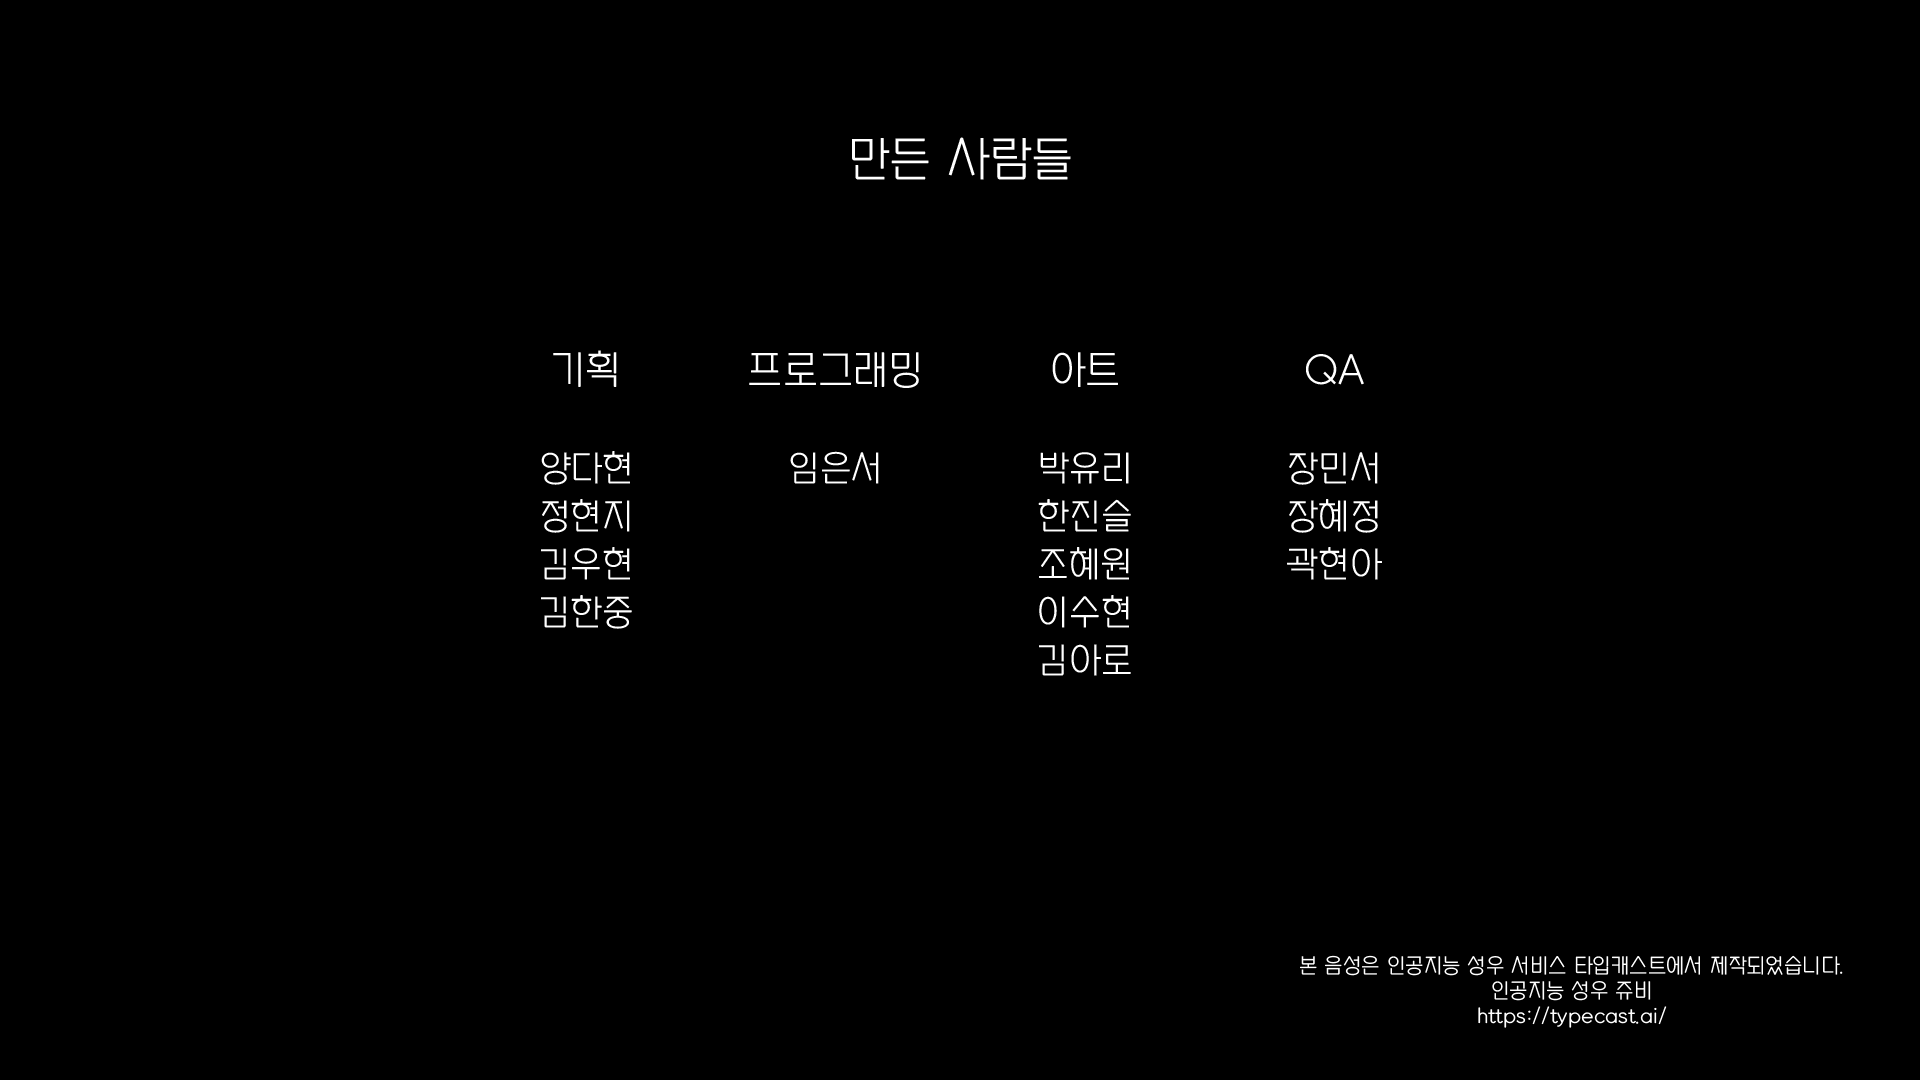 만든 사람들
기획
양다현
정현지
김우현
김한중
프로그래밍
임은서
아트
박유리
한진슬
조혜원
이수현
김아로
QA
장민서
장혜정
곽현아
본 음성은 인공지능 성우 서비스 타입캐스트에서 제작되었습니다.
인공지능 성우 쥬비
https://typecast.ai/